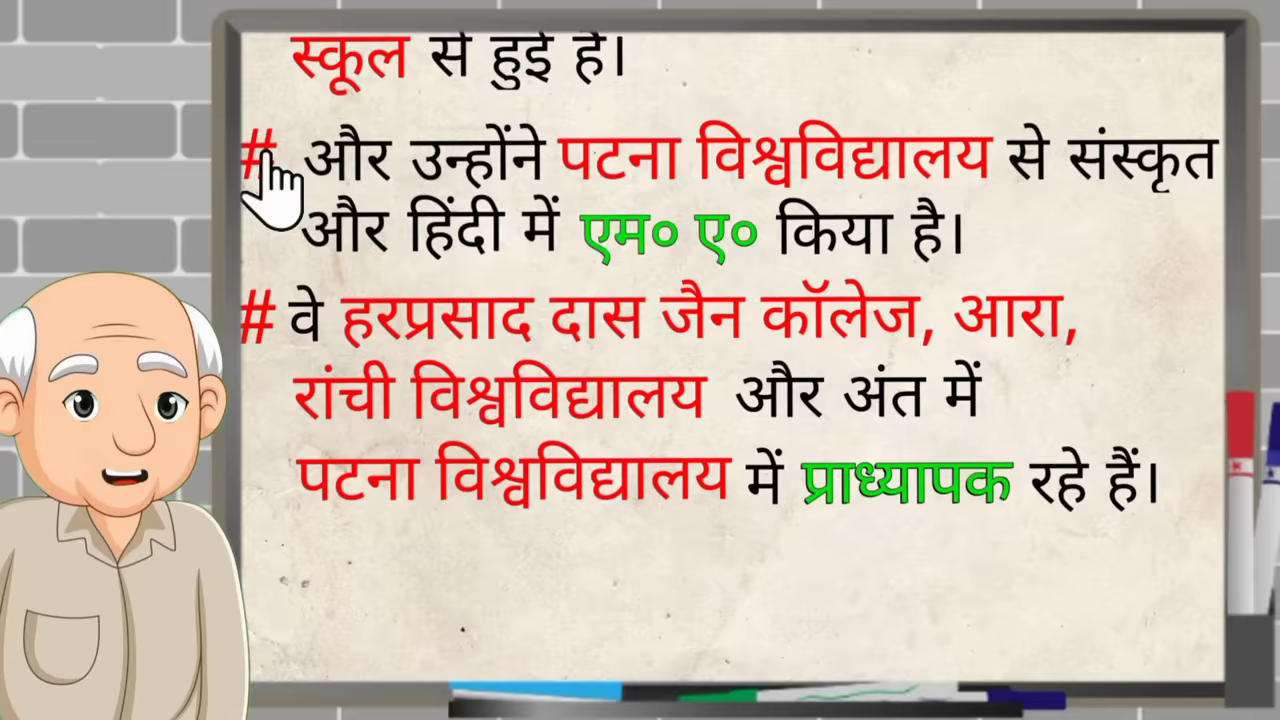 स्कूल से हुई है।
# और उन्होंने पटना विश्वविद्यालय से संस्कृत
और हिंदी में एम० ए० किया है।
# वे हरप्रसाद दास जैन कॉलेज, आरा,
रांची विश्वविद्यालय और अंत में
पटना विश्वविद्यालय में प्राध्यापक रहे हैं।